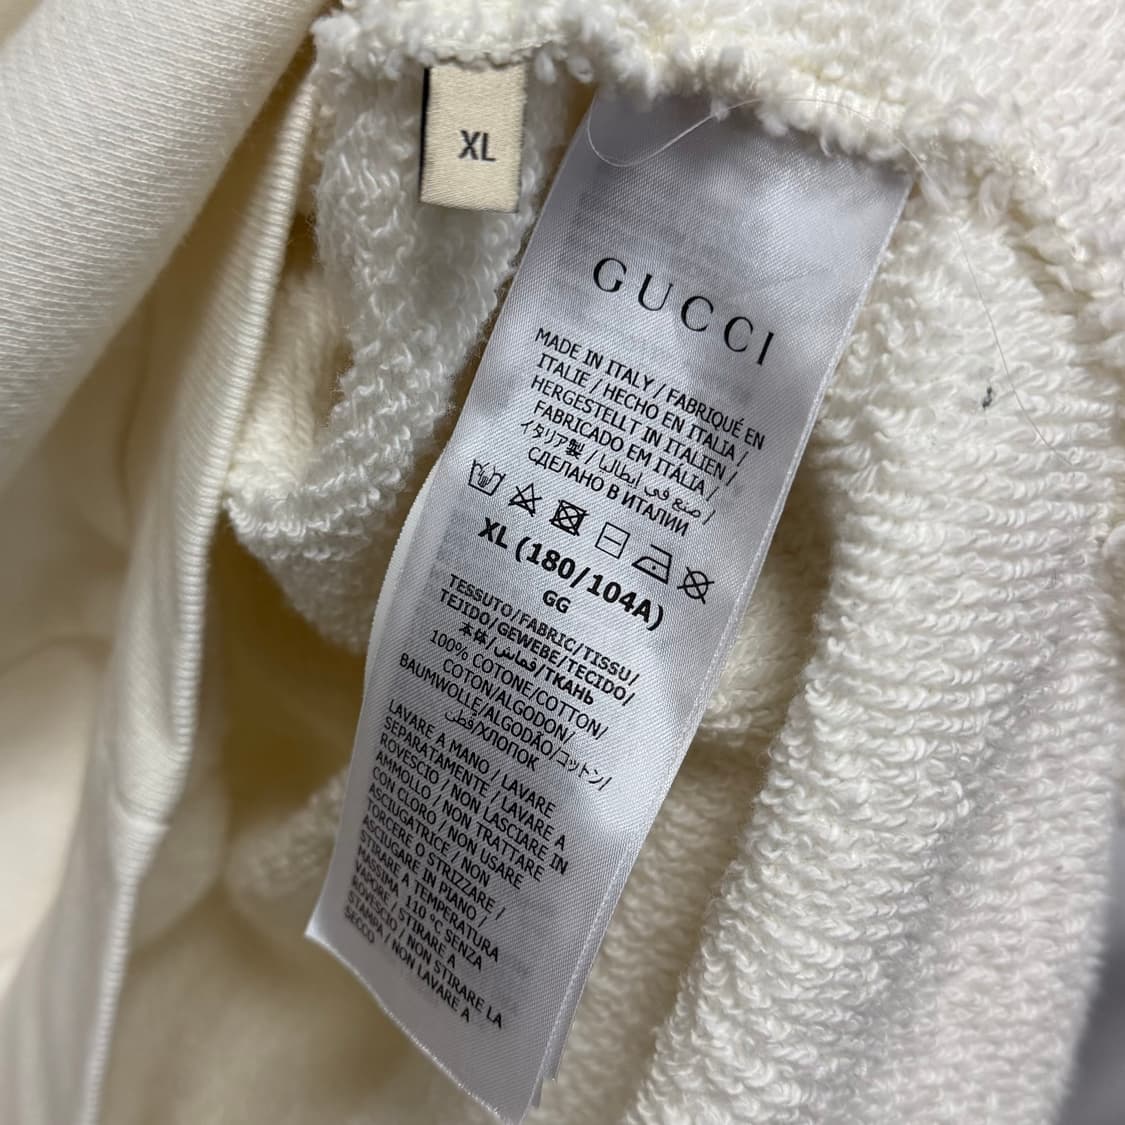 XL
GUCCI
MADE IN ITALY / FABRIQUÉ EN
ITALIE / HECHO EN ITALIA /
HERGESTELLT IN ITALIEN /
FABRICADO EM ITÁLIA /
イタリア製 / صنع في إيطاليا /
СДЕЛАНО В ИТАЛИИ
XL (180/104A)
GG
TESSUTO/FABRIC/TISSU/
TEJIDO/GEWEBE/TECIDO/
本体/قماش/ТКАНЬ
100% COTONE/COTTON/
COTON/ALGODON/
BAUMWOLLE/ALGODÃO/コットン/
قطن/ХЛОПОК
LAVARE A MANO / LAVARE
SEPARATAMENTE / LAVARE A
ROVESCIO / NON LASCIARE IN
AMMOLLO / NON TRATTARE
CON CLORO / NON USARE
ASCIUGATRICE / NON
TORCERE O STRIZZARE /
ASCIUGARE IN PIANO /
STIRARE A TEMPERATURA
MASSIMA 110 °C SENZA
VAPORE / STIRARE A
ROVESCIO / NON STIRARE LA
STAMPA / NON LAVARE A
SECCO